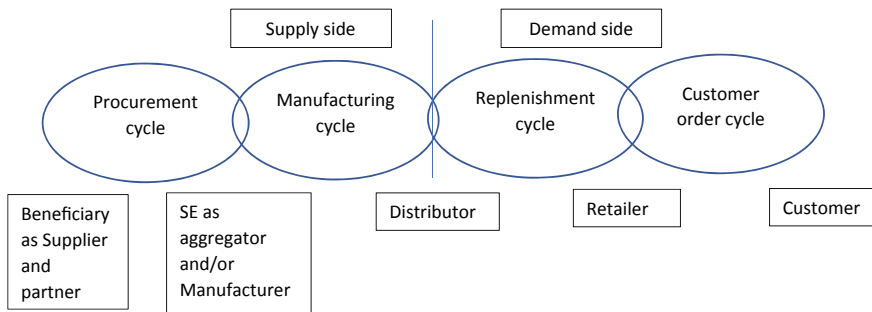 Supply side
Demand side
Procurement
cycle
Manufacturing
cycle
Replenishment
cycle
Customer
order cycle
Beneficiary
as Supplier
and
partner
SE as
aggregator
and/or
Manufacturer
Distributor
Retailer
Customer